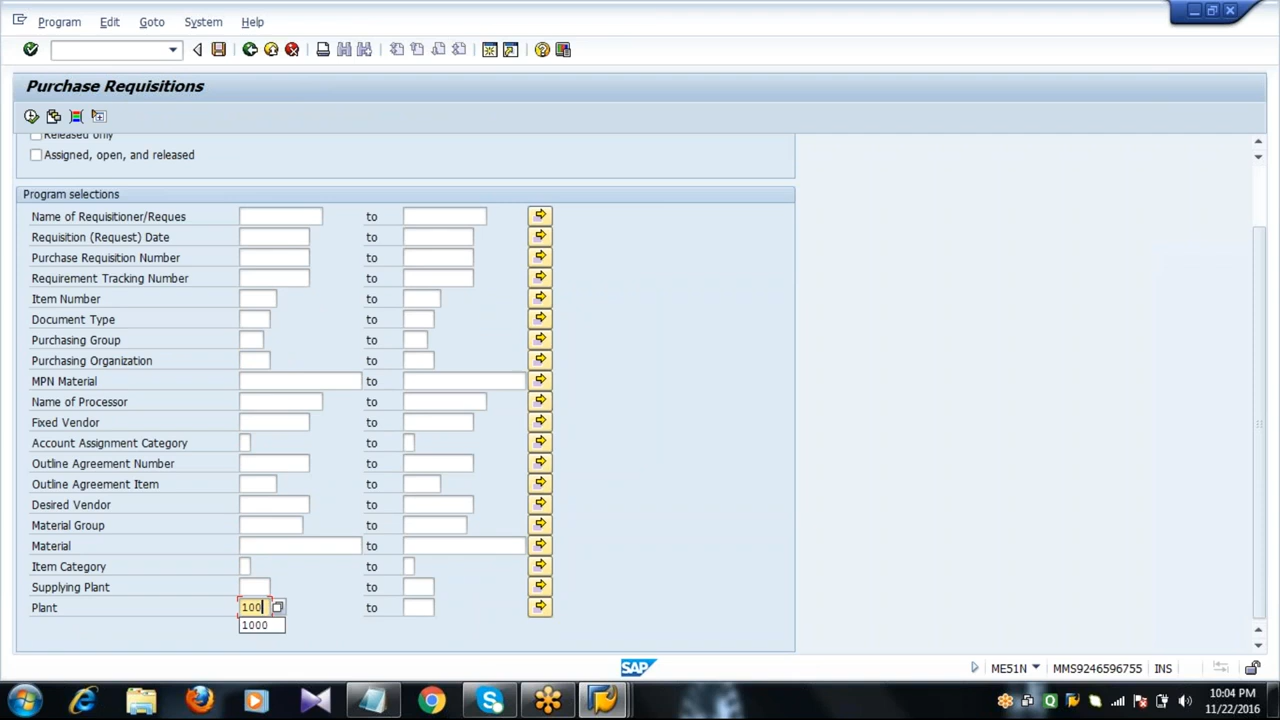 Program Edit Goto System Help
Purchase Requisitions
Released only
Assigned, open, and released
Program selections
Name of Requisitioner/Reques to
Requisition (Request) Date to
Purchase Requisition Number to
Requirement Tracking Number to
Item Number to
Document Type to
Purchasing Group to
Purchasing Organization to
MPN Material to
Name of Processor to
Fixed Vendor to
Account Assignment Category to
Outline Agreement Number to
Outline Agreement Item to
Desired Vendor to
Material Group to
Material to
Item Category to
Supplying Plant to
Plant 100 to
1000
SAP ME51N MMS9246596755 INS
10:04 PM
11/22/2016